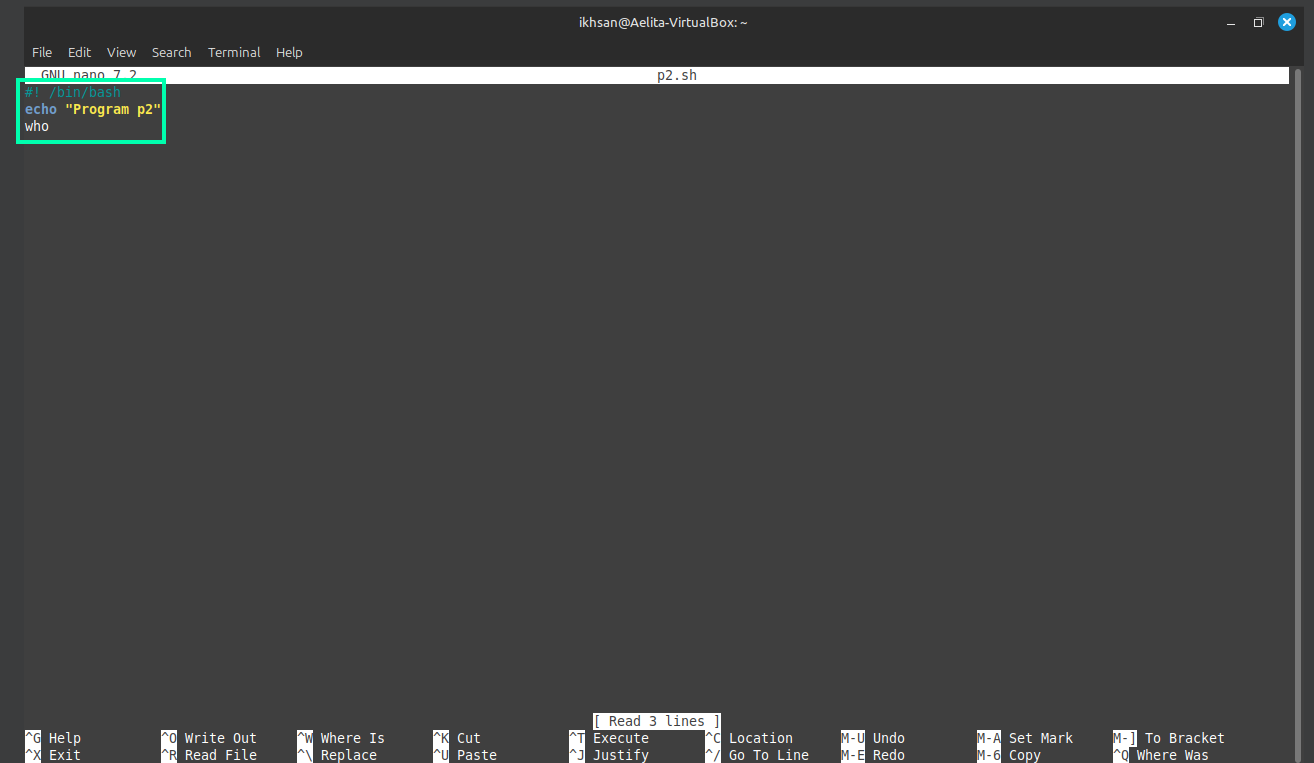 ikhsan@Aelita-VirtualBox: ~
File Edit View Search Terminal Help
GNU nano 7.2 p2.sh
#! /bin/bash
echo "Program p2"
who
[ Read 3 lines ]
^G Help ^O Write Out ^W Where Is ^K Cut ^T Execute ^C Location M-U Undo M-A Set Mark M-] To Bracket
^X Exit ^R Read File ^\ Replace ^U Paste ^J Justify ^/ Go To Line M-E Redo M-6 Copy ^Q Where Was